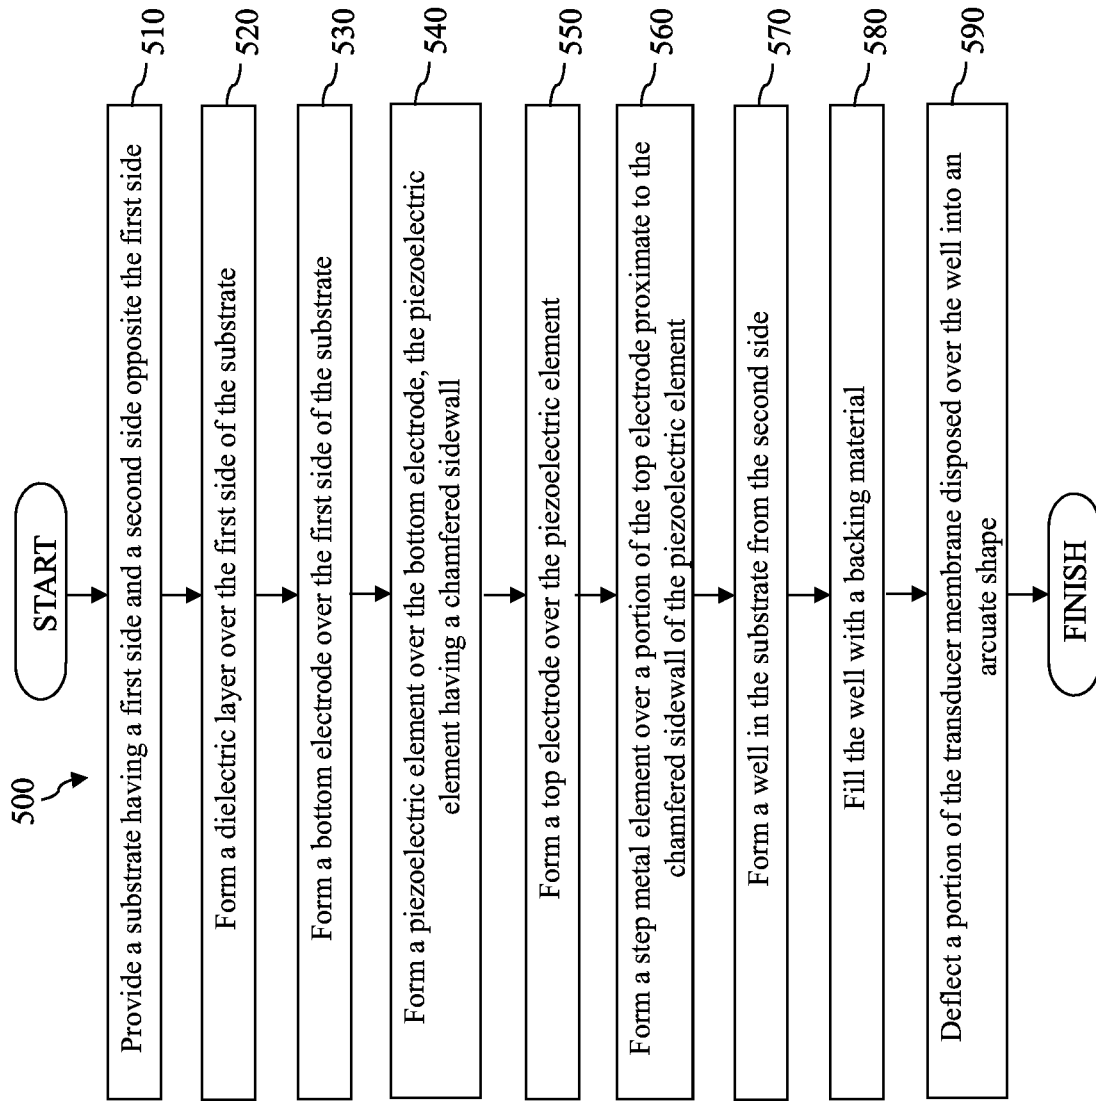 500
START
Provide a substrate having a first side and a second side opposite the first side
510
Form a dielectric layer over the first side of the substrate
520
Form a bottom electrode over the first side of the substrate
530
Form a piezoelectric element over the bottom electrode, the piezoelectric
element having a chamfered sidewall
540
Form a top electrode over the piezoelectric element
550
Form a step metal element over a portion of the top electrode proximate to the
chamfered sidewall of the piezoelectric element
560
Form a well in the substrate from the second side
570
Fill the well with a backing material
580
Deflect a portion of the transducer membrane disposed over the well into an
arcuate shape
590
FINISH